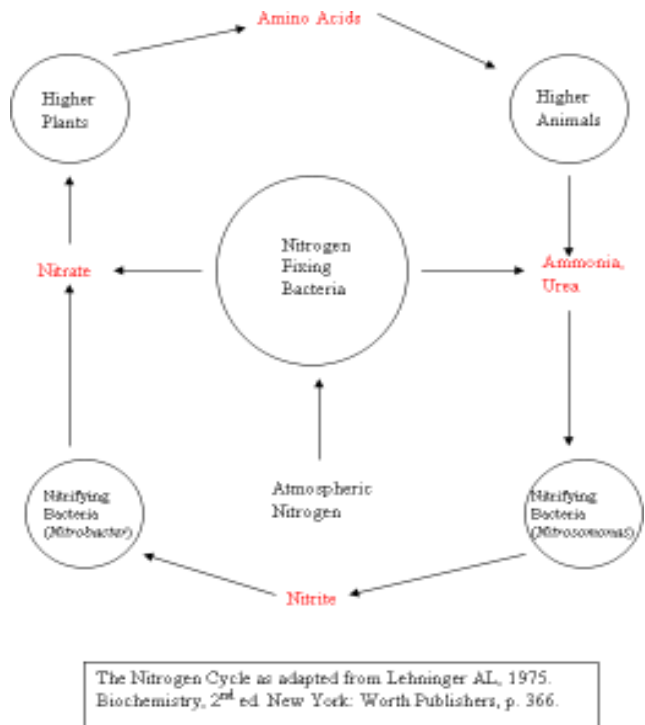 Amino Acids
Higher
Plants
Higher
Animals
Nitrogen
Fixing
Bacteria
Nitrate
Ammonia,
Urea
Nitrifying
Bacteria
(Nitrobacter)
Atmospheric
Nitrogen
Nitrifying
Bacteria
(Nitrosomonas)
Nitrite
The Nitrogen Cycle as adapted from Lehninger AL, 1975.
Biochemistry, 2nd ed. New York: Worth Publishers, p. 366.